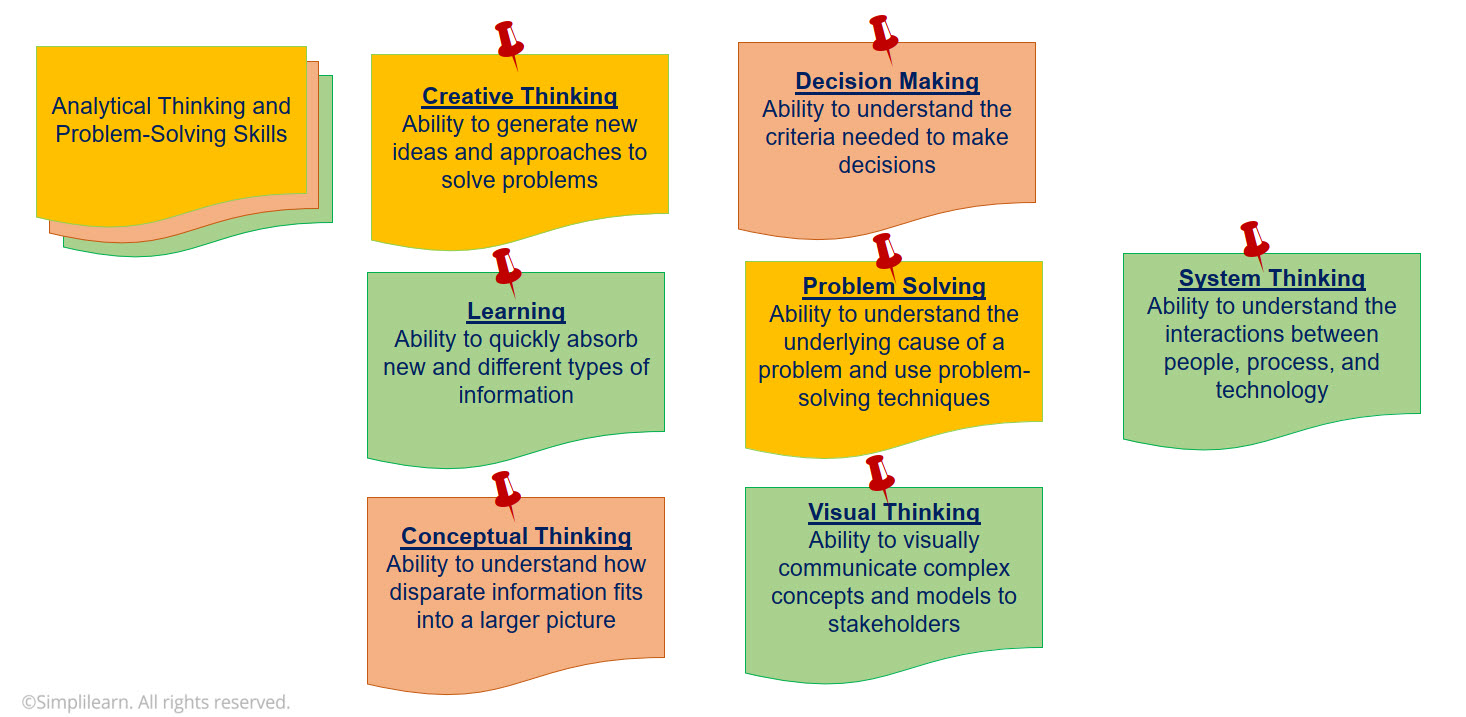 Analytical Thinking and
Problem-Solving Skills
Creative Thinking
Ability to generate new
ideas and approaches to
solve problems
Learning
Ability to quickly absorb
new and different types of
information
Conceptual Thinking
Ability to understand how
disparate information fits
into a larger picture
Decision Making
Ability to understand the
criteria needed to make
decisions
Problem Solving
Ability to understand the
underlying cause of a
problem and use problem-
solving techniques
Visual Thinking
Ability to visually
communicate complex
concepts and models to
stakeholders
System Thinking
Ability to understand the
interactions between
people, process, and
technology
©Simplilearn. All rights reserved.